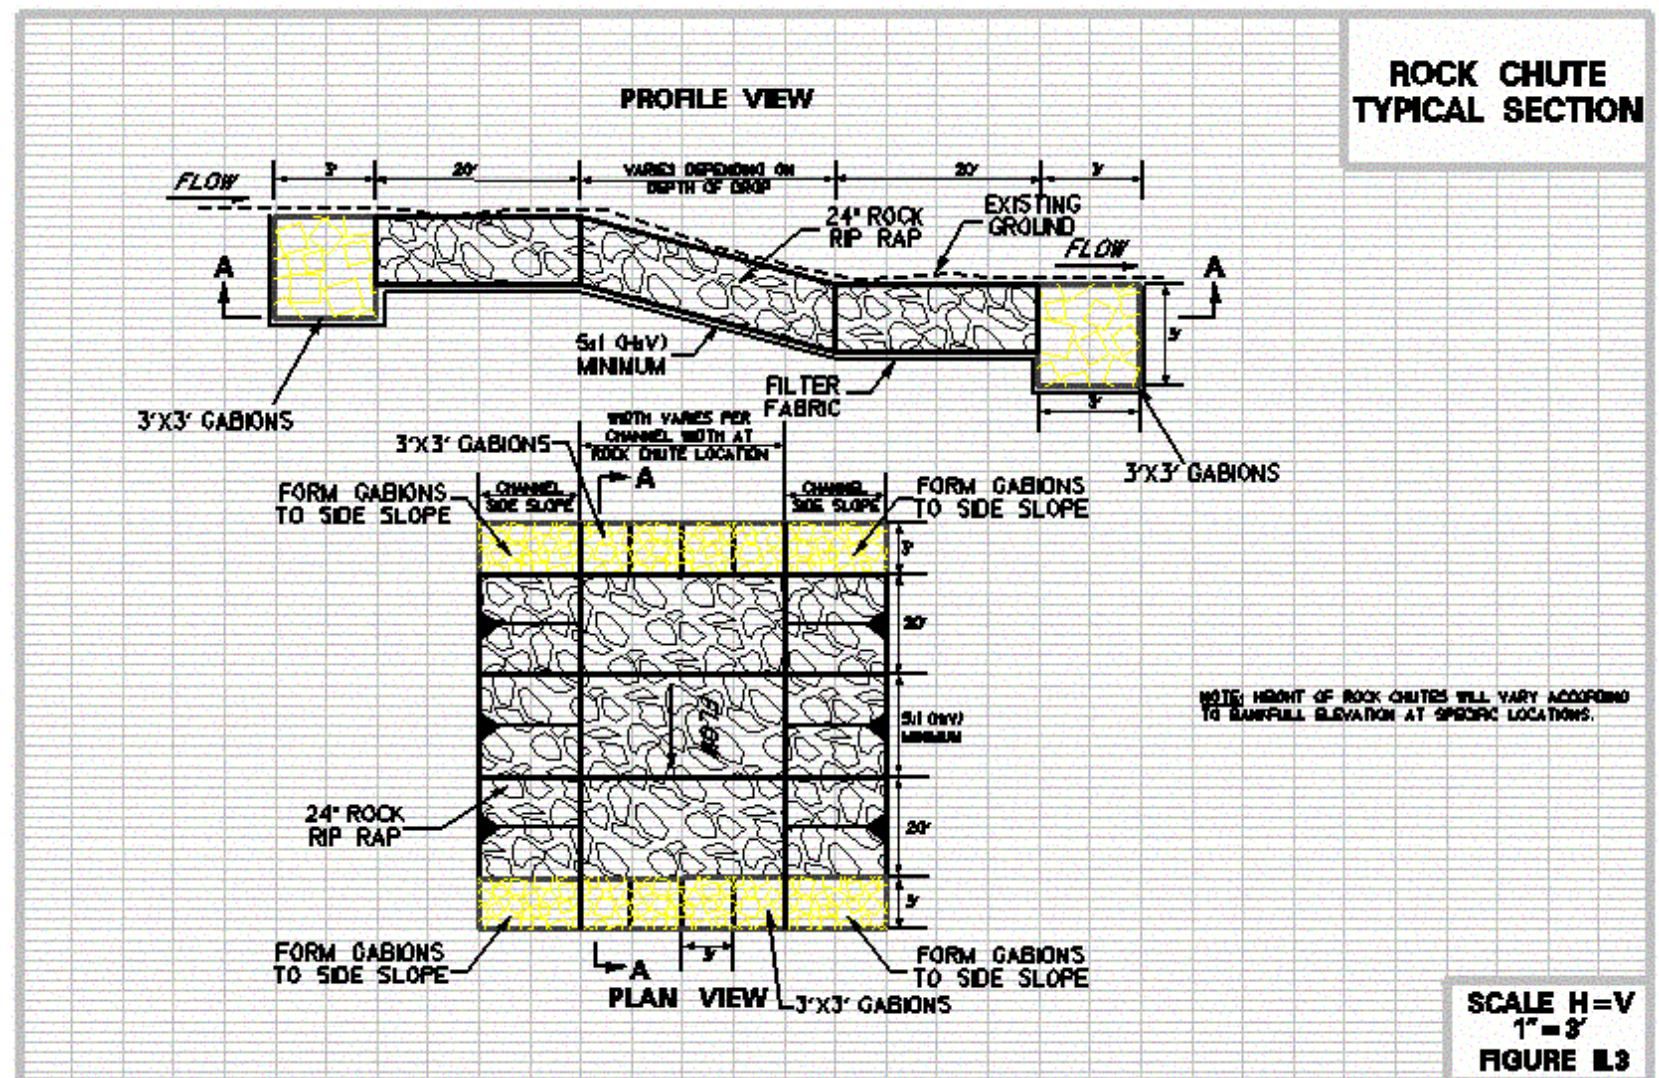 ROCK CHUTE
TYPICAL SECTION
PROFILE VIEW
FLOW
3'
20'
VARIES DEPENDING ON
DEPTH OF DROP
20'
3'
24" ROCK
RIP RAP
EXISTING
GROUND
FLOW
A
A
5:1 (H:V)
MINIMUM
3'
FILTER
FABRIC
3'
3'X3' GABIONS
3'X3' GABIONS
WIDTH VARIES PER
CHANNEL WIDTH AT
ROCK CHUTE LOCATION
3'X3' GABIONS
A
FORM GABIONS
TO SIDE SLOPE
CHANNEL
SIDE SLOPE
CHANNEL
SIDE SLOPE
FORM GABIONS
TO SIDE SLOPE
3'
20'
FLOW
5:1 (H:V)
MINIMUM
NOTE: HEIGHT OF ROCK CHUTES WILL VARY ACCORDING
TO BANKFULL ELEVATION AT SPECIFIC LOCATIONS.
24" ROCK
RIP RAP
20'
3'
FORM GABIONS
TO SIDE SLOPE
3'
A
FORM GABIONS
TO SIDE SLOPE
PLAN VIEW
3'X3' GABIONS
SCALE H=V
1"=3'
FIGURE II.3